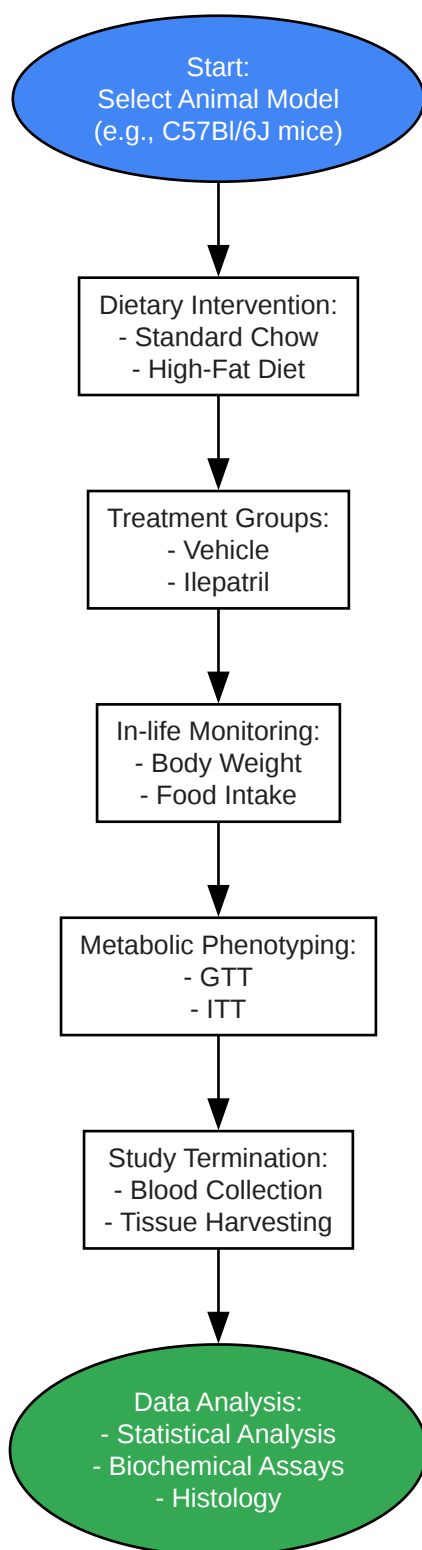 Start:
Select Animal Model
(e.g., C57Bl/6J mice)
Dietary Intervention:
- Standard Chow
- High-Fat Diet
Treatment Groups:
- Vehicle
- Ilepatril
In-life Monitoring:
- Body Weight
- Food Intake
Metabolic Phenotyping:
- GTT
- ITT
Study Termination:
- Blood Collection
- Tissue Harvesting
Data Analysis:
- Statistical Analysis
- Biochemical Assays
- Histology